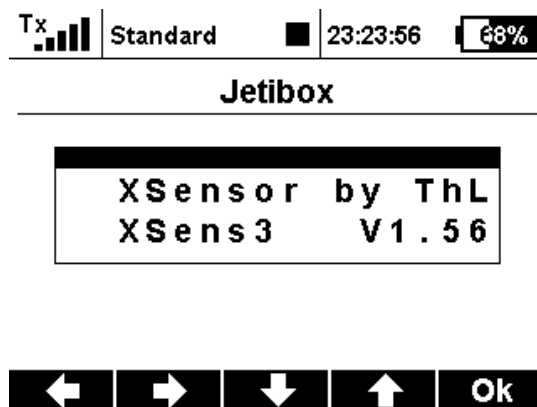 Tx Standard 23:23:56 68%
Jetibox
XSensor by ThL
XSens3 V1.56
Ok